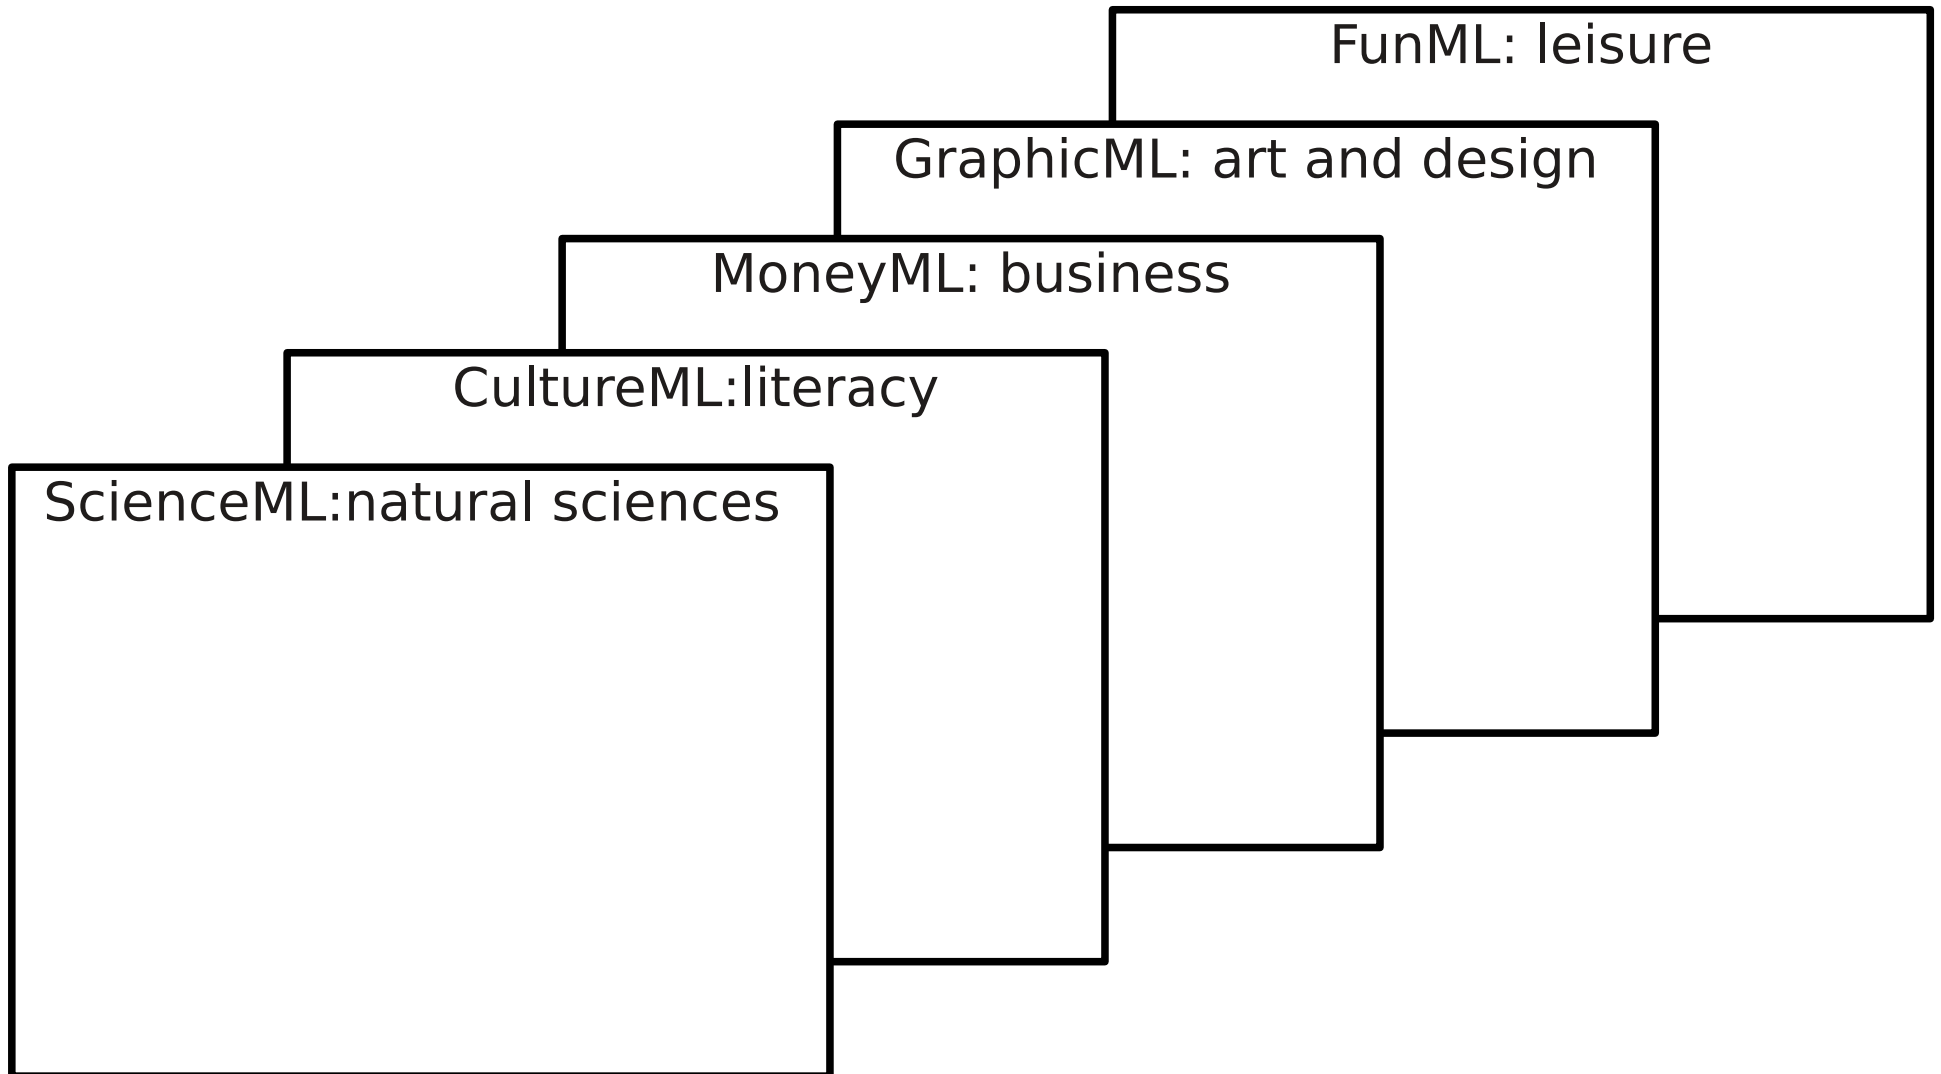 FunML: leisure
GraphicML: art and design
MoneyML: business
CultureML:literacy
ScienceML:natural sciences